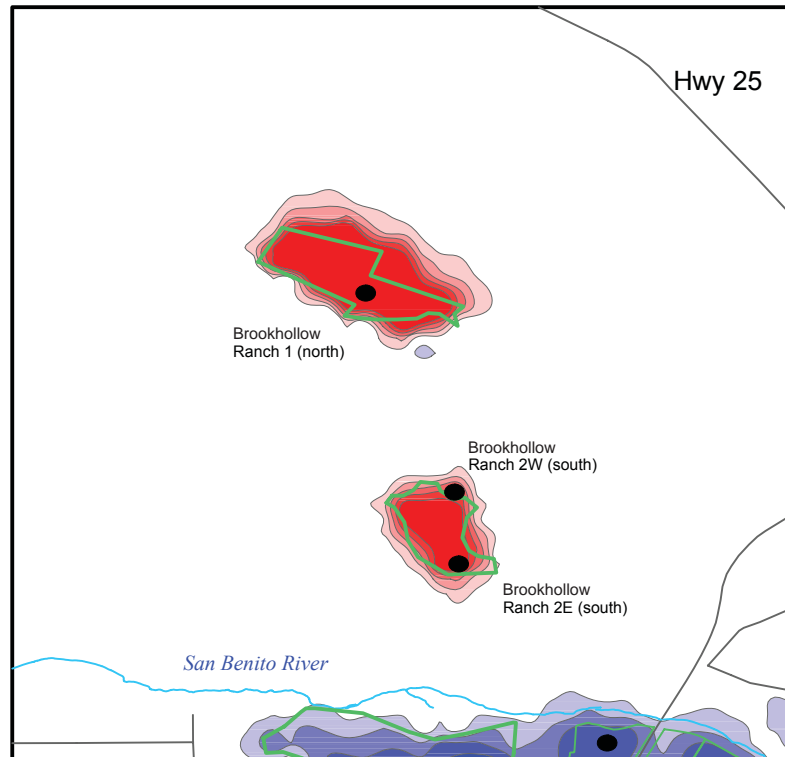 Hwy 25
Brookhollow
Ranch 1 (north)
Brookhollow
Ranch 2W (south)
Brookhollow
Ranch 2E (south)
San Benito River